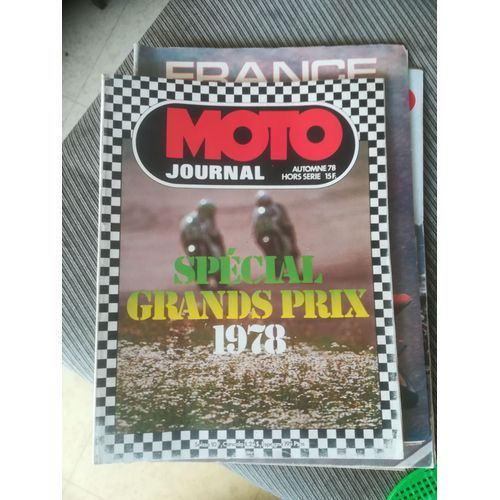 FRANCE
MOTO
JOURNAL
AUTOMNE 78
HORS SERIE 15F.
SPÉCIAL
GRANDS PRIX
1978